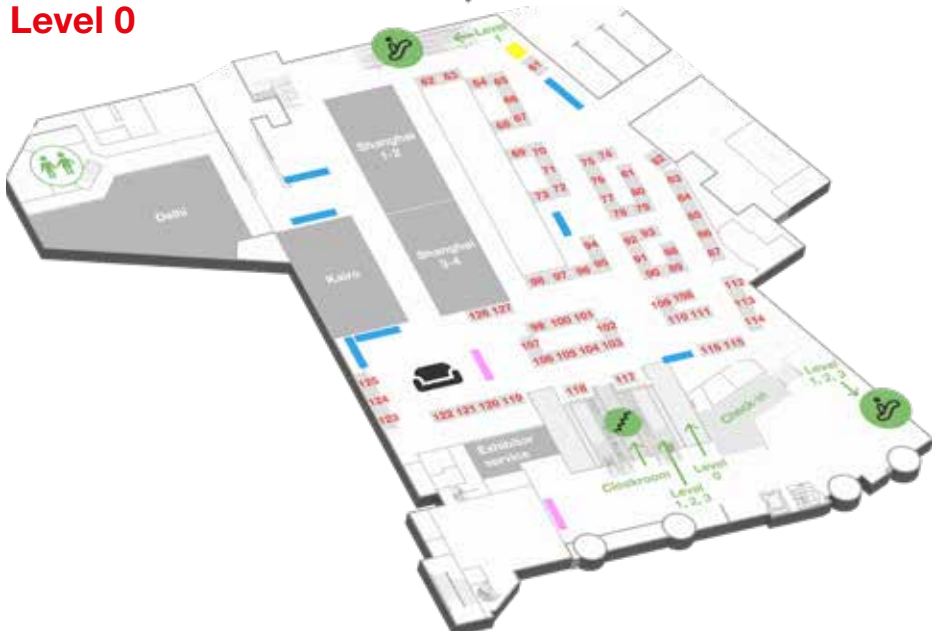 Level 0
Level
1
61
62 63 64 65
66
68 67
Shanghai
1-2
69 70
71
73 72
75 74
76 81
77 80
78 79
82
83
84
85
86
87
Delhi
Kairo
Shanghai
3-4
94
95
92 93
91 88
90 89
96 97 98
126 127
99 100 101
102
107
106 105 104 103
109 108
110 111
112
113
114
116 115
125
124
123
122 121 120 119
118
117
Level
1, 2, 3
Check-in
Exhibitor
service
Cloakroom
Level
1, 2, 3
Level
0